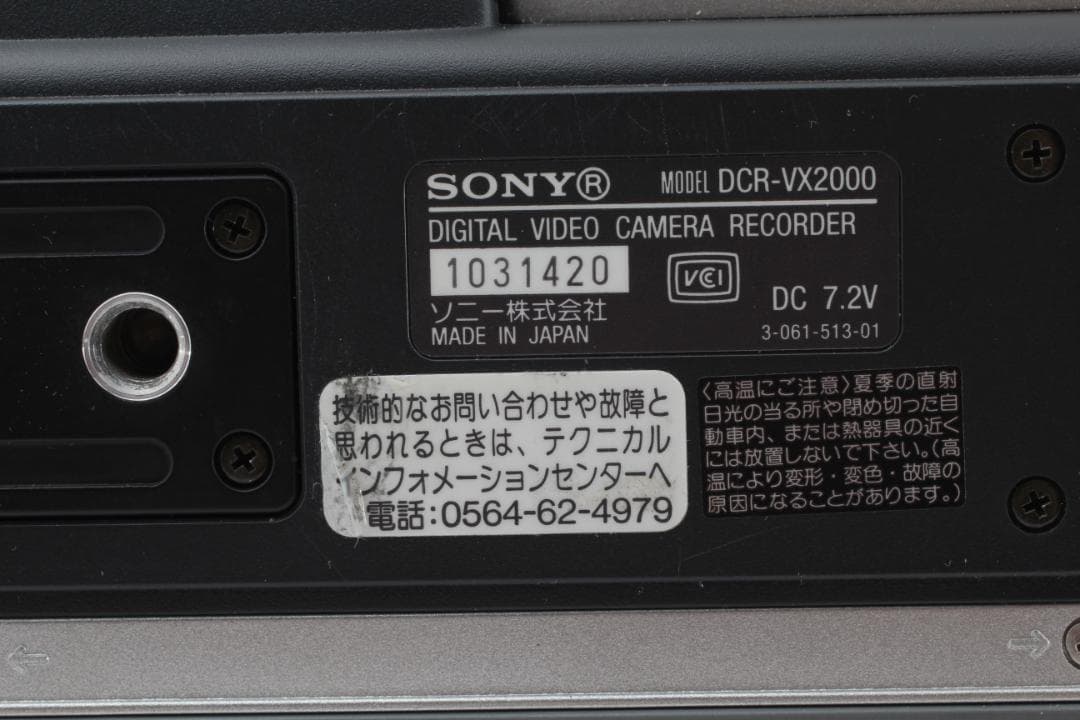 SONY® MODEL DCR-VX2000
DIGITAL VIDEO CAMERA RECORDER
1031420
VCI
DC 7.2V
ソニー株式会社
MADE IN JAPAN
3-061-513-01
技術的なお問い合わせや故障と
思われるときは、テクニカル
インフォメーションセンターへ
電話:0564-62-4979
〈高温にご注意〉夏季の直射
日光の当る所や閉め切った自
動車内、または熱器具の近く
には放置しないで下さい。(高
温により変形・変色・故障の
原因になることがあります。)